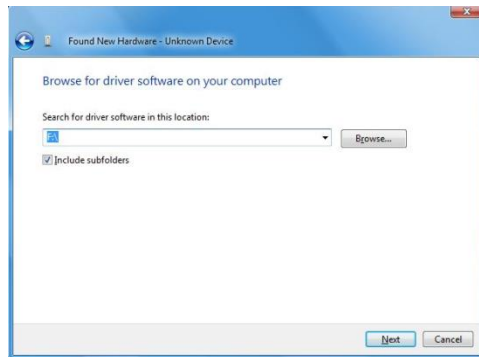 Found New Hardware - Unknown Device
Browse for driver software on your computer
Search for driver software in this location:
F:\
Browse...
Include subfolders
Next
Cancel